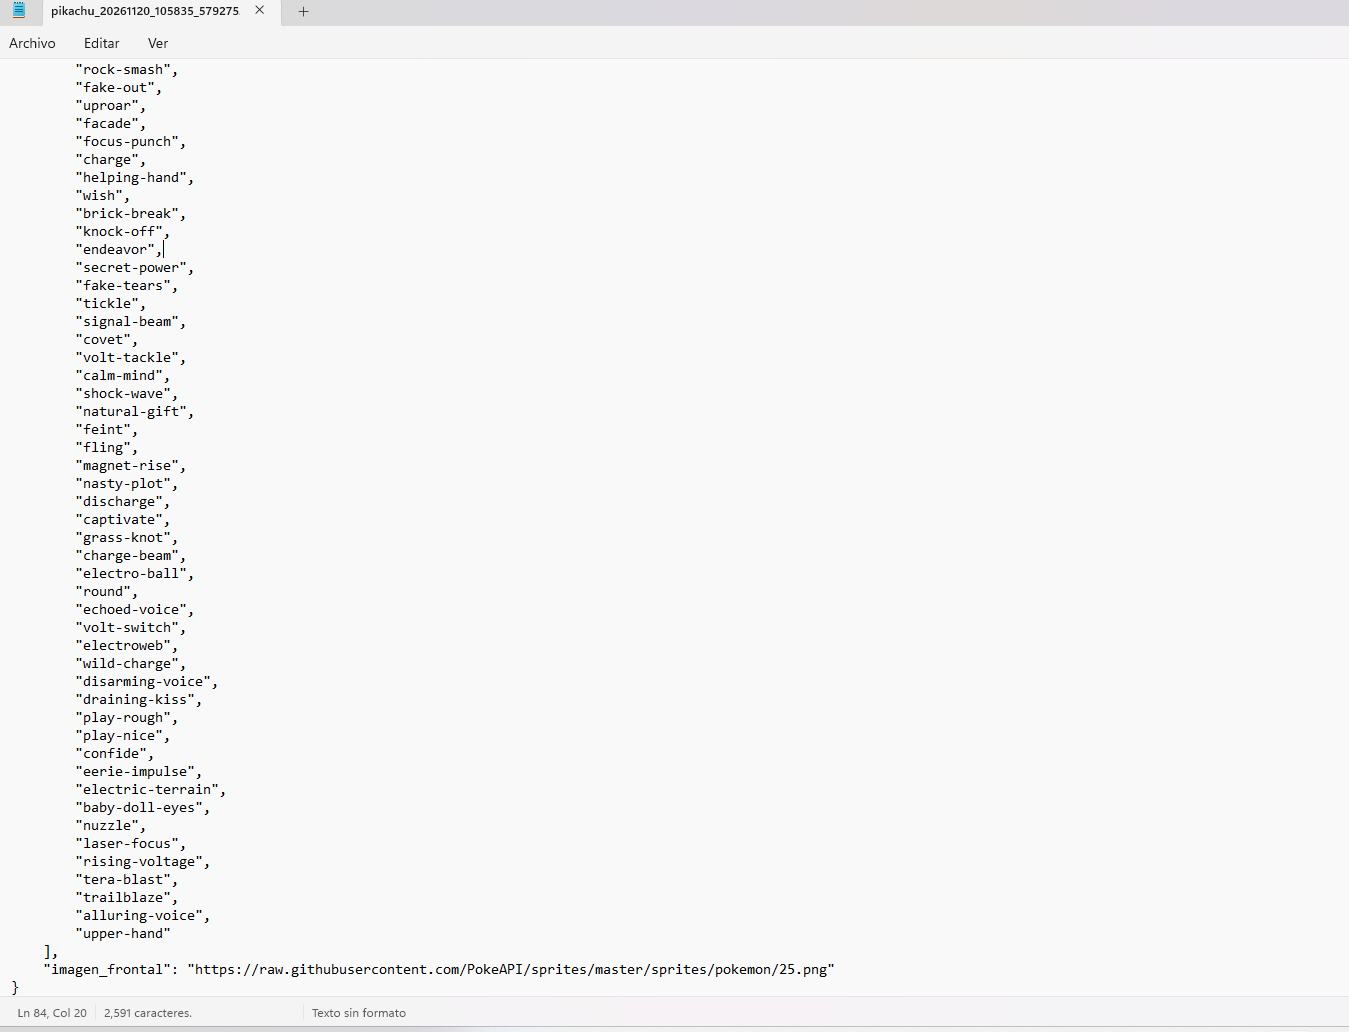 pikachu_20261120_105835_579275.
Archivo Editar Ver
"rock-smash",
"fake-out",
"uproar",
"facade",
"focus-punch",
"charge",
"helping-hand",
"wish",
"brick-break",
"knock-off",
"endeavor",
"secret-power",
"fake-tears",
"tickle",
"signal-beam",
"covet",
"volt-tackle",
"calm-mind",
"shock-wave",
"natural-gift",
"feint",
"fling",
"magnet-rise",
"nasty-plot",
"discharge",
"captivate",
"grass-knot",
"charge-beam",
"electro-ball",
"round",
"echoed-voice",
"volt-switch",
"electroweb",
"wild-charge",
"disarming-voice",
"draining-kiss",
"play-rough",
"play-nice",
"confide",
"eerie-impulse",
"electric-terrain",
"baby-doll-eyes",
"nuzzle",
"laser-focus",
"rising-voltage",
"tera-blast",
"trailblaze",
"alluring-voice",
"upper-hand"
],
"imagen_frontal": "https://raw.githubusercontent.com/PokeAPI/sprites/master/sprites/pokemon/25.png"
}
Ln 84, Col 20 2,591 caracteres. Texto sin formato